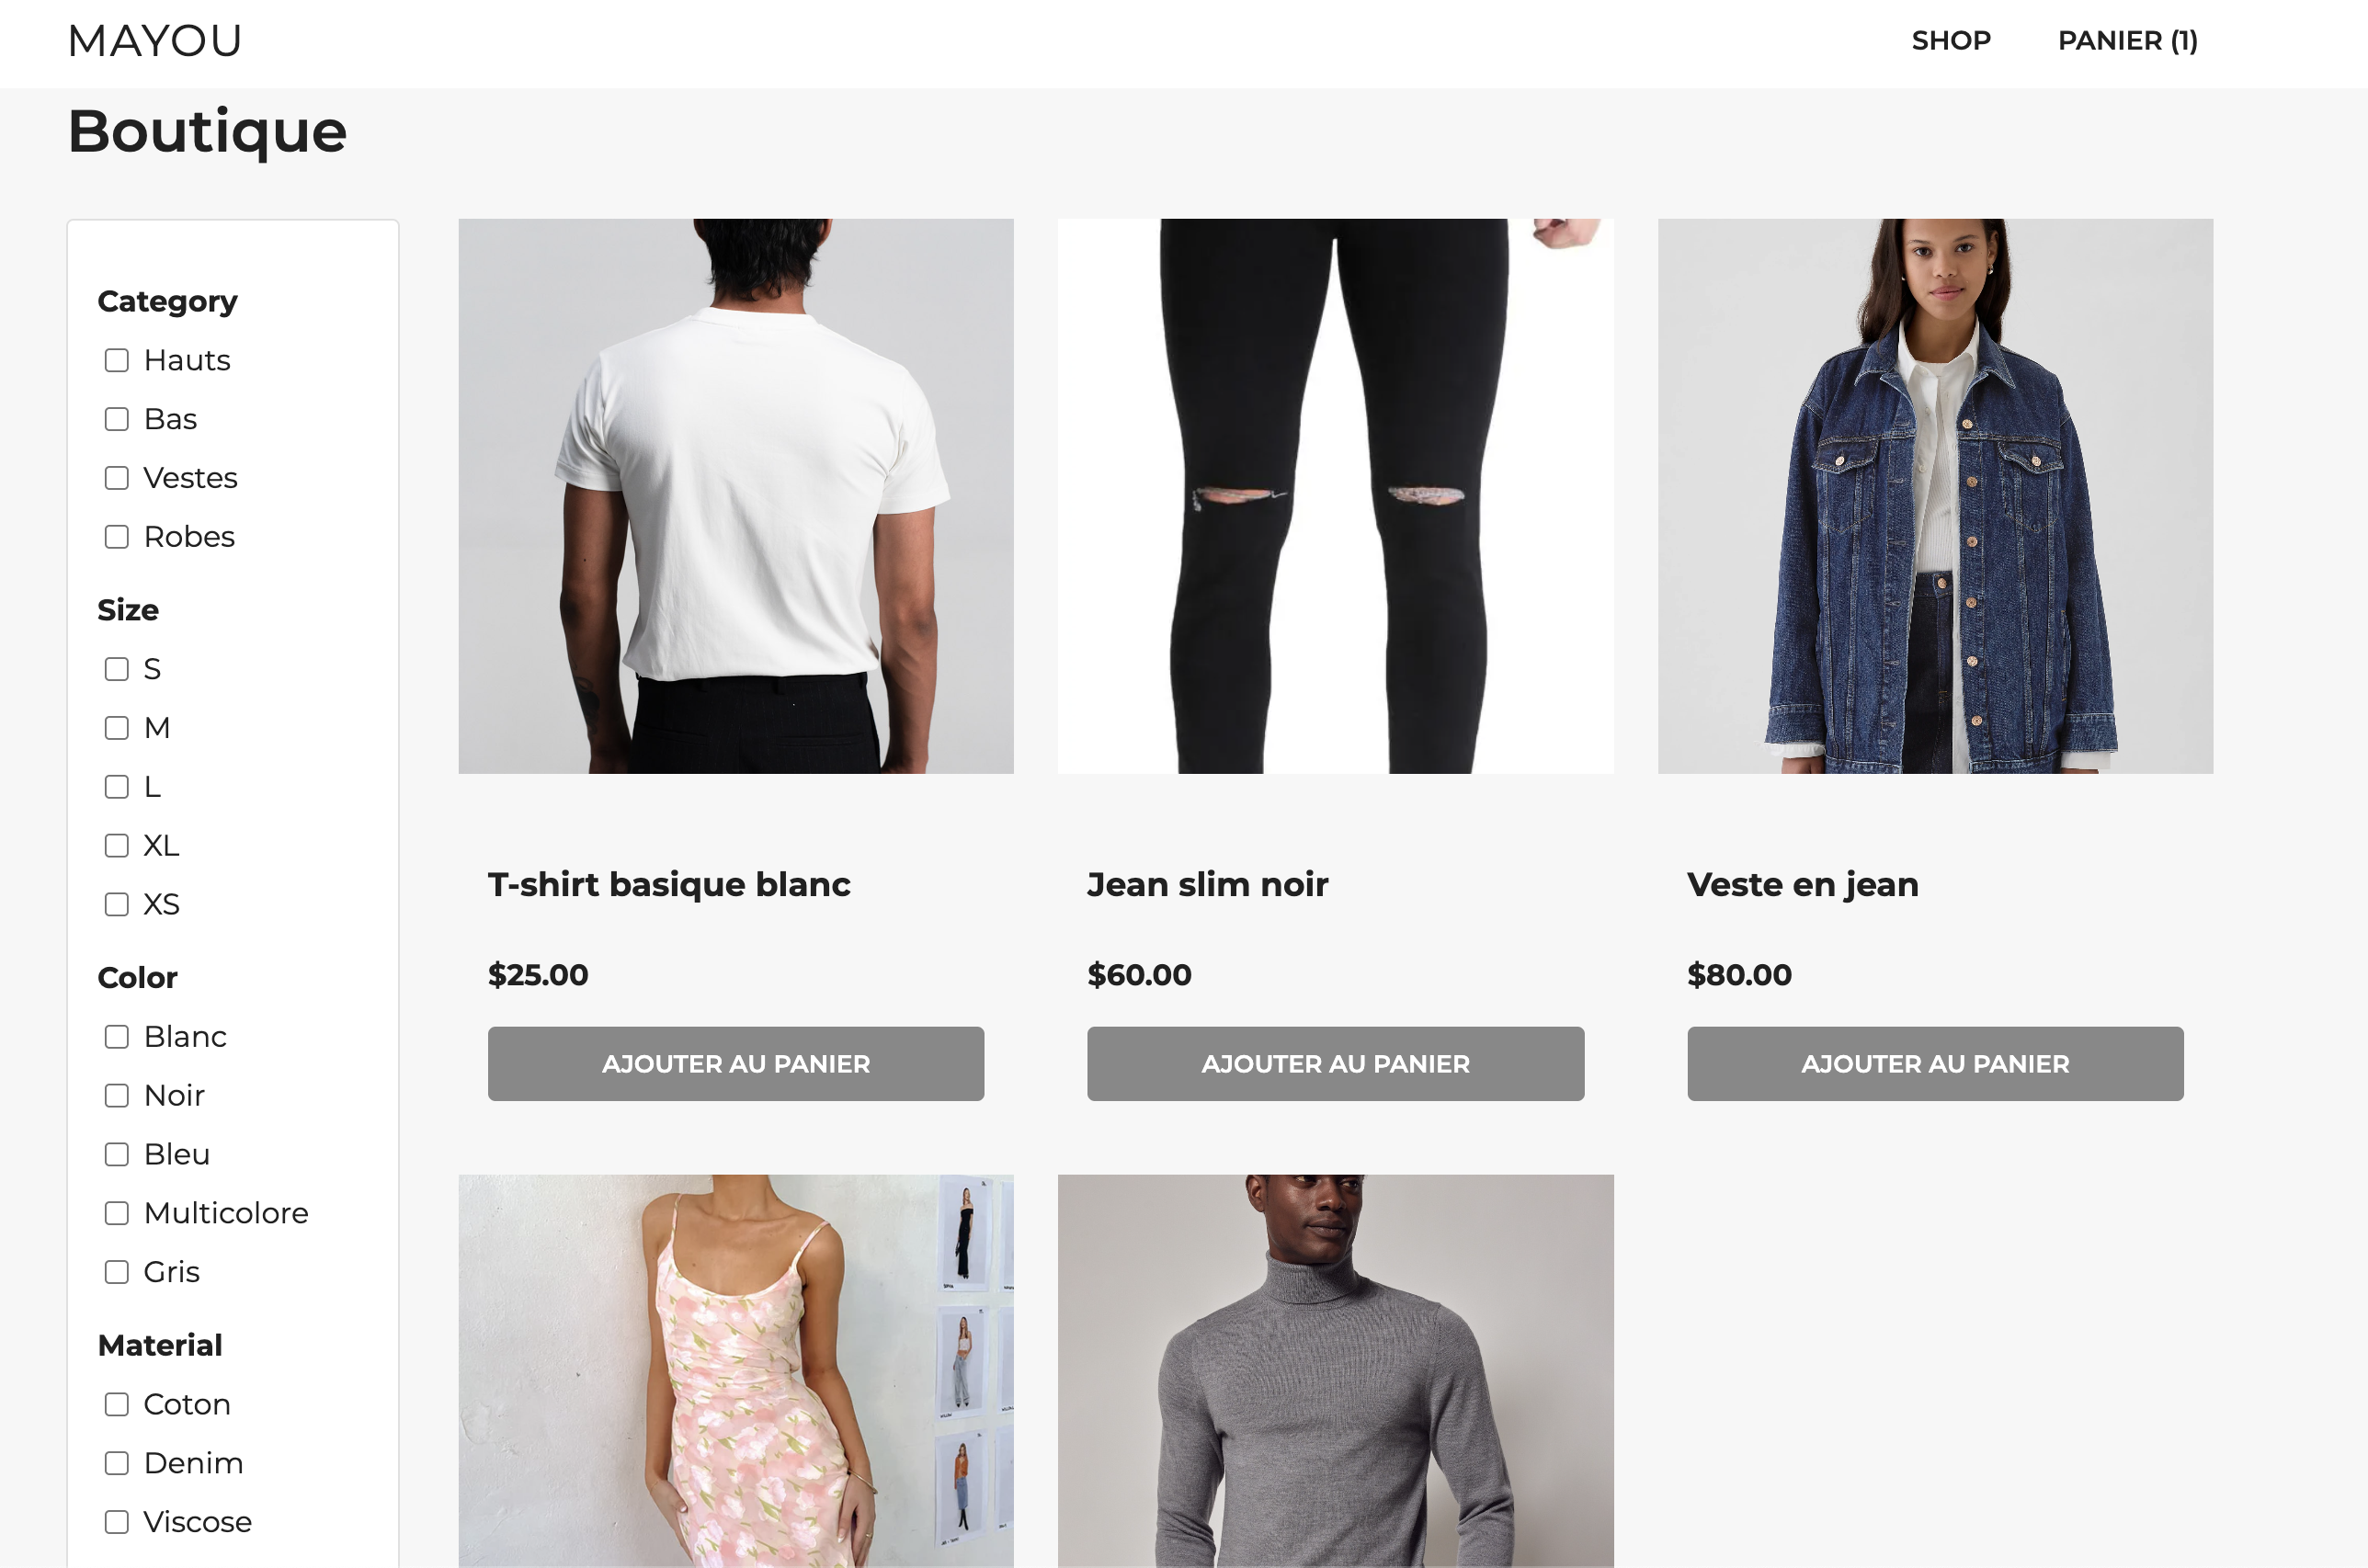 MAYOU
SHOP
PANIER (1)
Boutique
Category
Hauts
Bas
Vestes
Robes
Size
S
M
L
XL
XS
Color
Blanc
Noir
Bleu
Multicolore
Gris
Material
Coton
Denim
Viscose
T-shirt basique blanc
$25.00
AJOUTER AU PANIER
Jean slim noir
$60.00
AJOUTER AU PANIER
Veste en jean
$80.00
AJOUTER AU PANIER